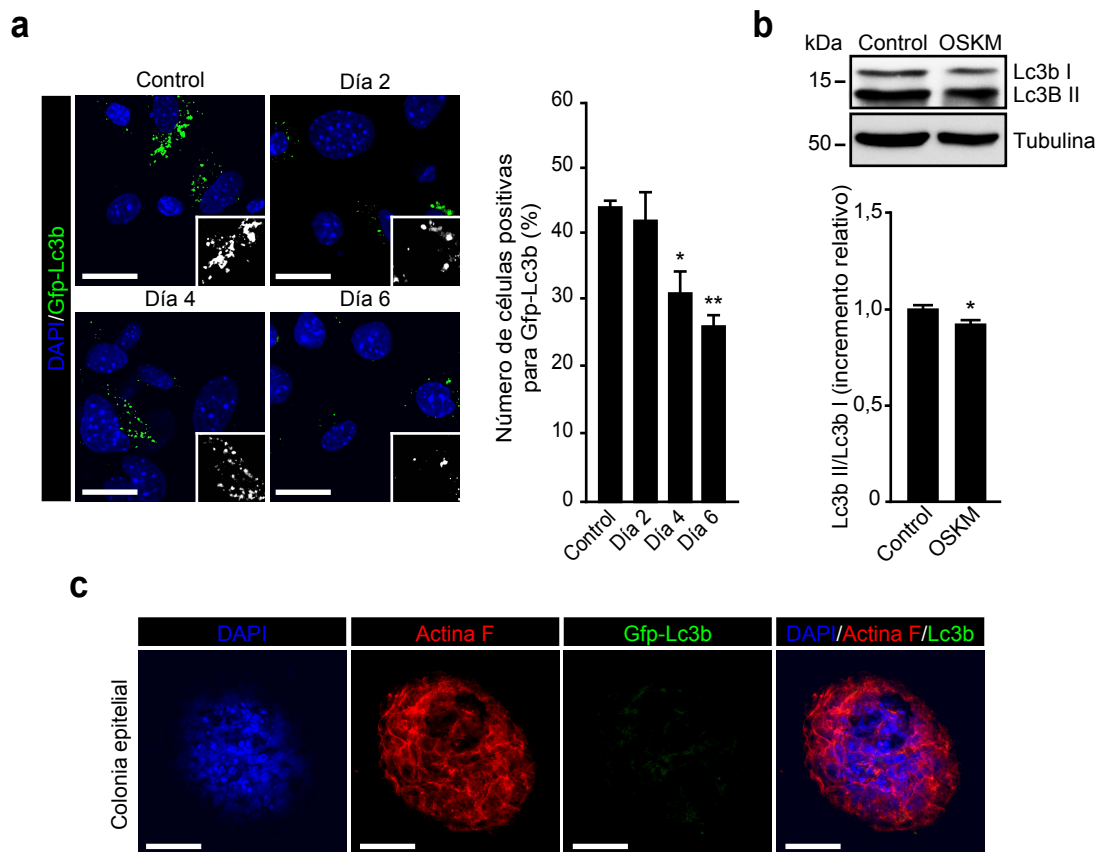 a
Control
Día 2
Día 4
Día 6
DAPI/Gfp-Lc3b
Número de células positivas
para Gfp-Lc3b (%)
60
50
40
30
20
10
0
*
**
Control
Día 2
Día 4
Día 6
b
kDa
Control
OSKM
15
Lc3b I
Lc3B II
50
Tubulina
Lc3b II/Lc3b I (incremento relativo)
1,5
1,0
0,5
0
*
Control
OSKM
c
DAPI
Actina F
Gfp-Lc3b
DAPI/Actina F/Lc3b
Colonia epitelial